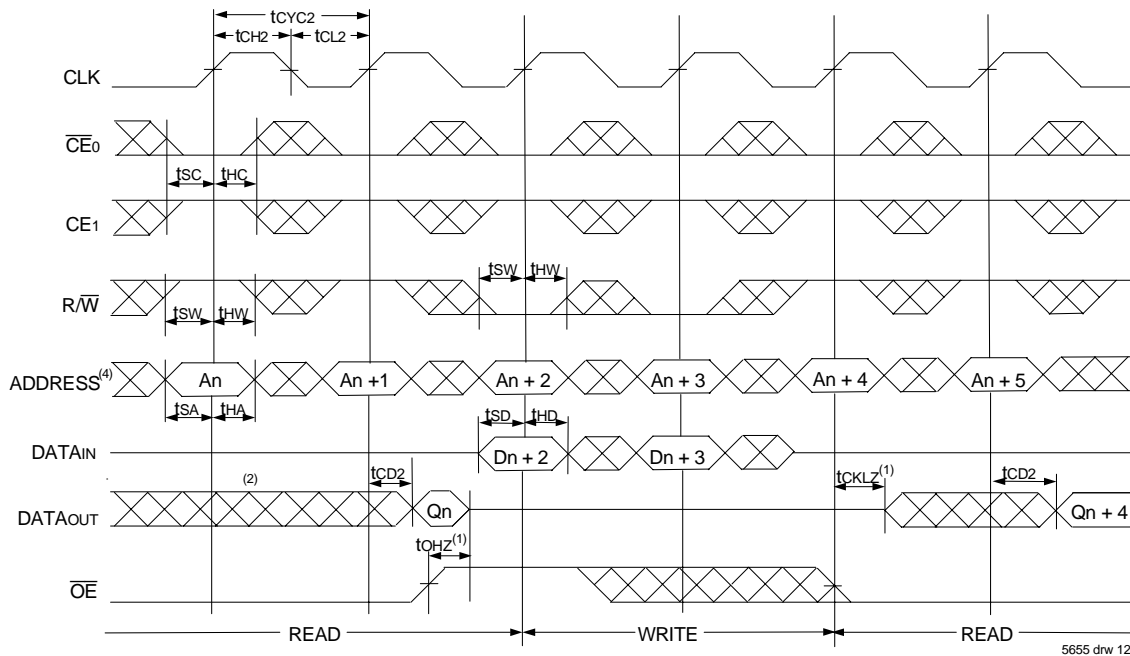 tCYC2
tCH2 tCL2
CLK
CE0
tSC tHC
CE1
tSW tHW
R/W
tSW tHW
ADDRESS(4) An An +1 An + 2 An + 3 An + 4 An + 5
tSA tHA
tSD tHD
DATAIN Dn + 2 Dn + 3
tCD2 tCKLZ(1) tCD2
(2)
DATAOUT Qn Qn + 4
tOHZ(1)
OE
READ WRITE READ
5655 drw 12